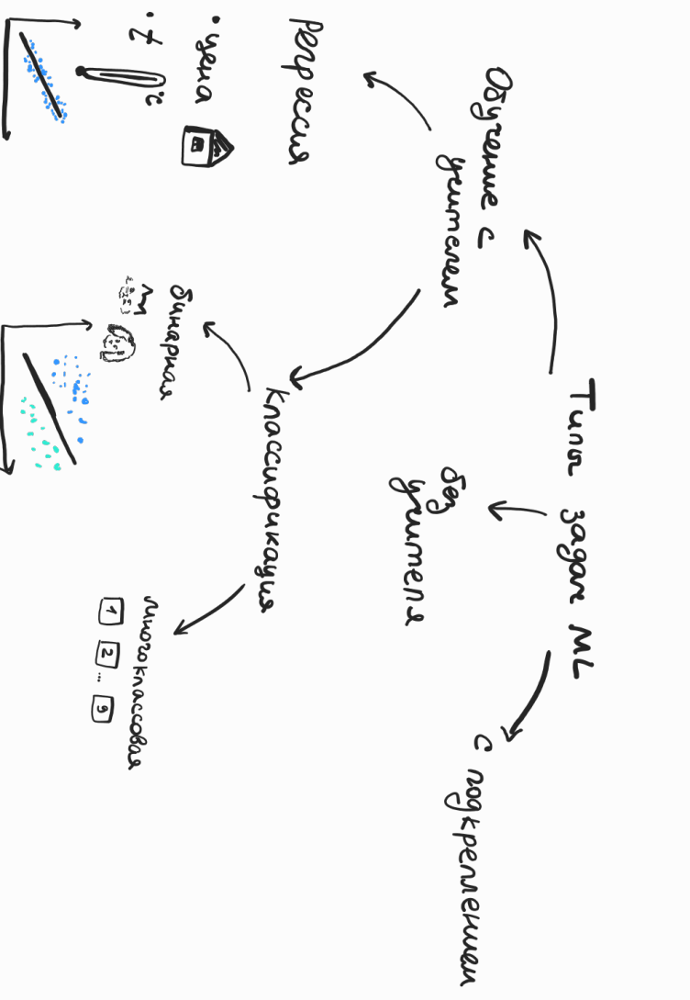 Типы задач ML
Обучение с
учителем
без
учителя
с подкреплением
Регрессия
• цена
• t
°C
Классификация
бинарная
многоклассовая
1
2
...
9